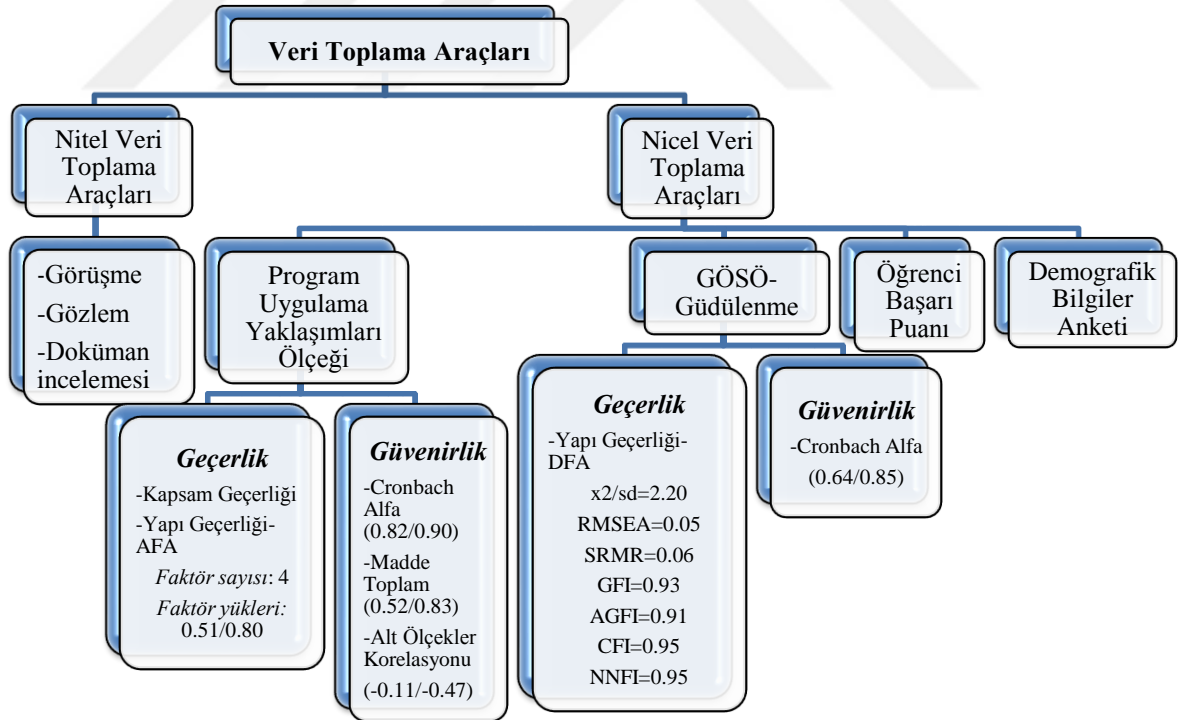 Veri Toplama Araçları
Nitel Veri
Toplama
Araçları
Nicel Veri
Toplama
Araçları
-Görüşme
-Gözlem
-Doküman
incelemesi
Program
Uygulama
Yaklaşımları
Ölçeği
GÖSÖ-
Güdülenme
Öğrenci
Başarı
Puanı
Demografik
Bilgiler
Anketi
Geçerlik
-Kapsam Geçerliği
-Yapı Geçerliği-
AFA
Faktör sayısı: 4
Faktör yükleri:
0.51/0.80
Güvenirlik
-Cronbach
Alfa
(0.82/0.90)
-Madde
Toplam
(0.52/0.83)
-Alt Ölçekler
Korelasyonu
(-0.11/-0.47)
Geçerlik
-Yapı Geçerliği-
DFA
x2/sd=2.20
RMSEA=0.05
SRMR=0.06
GFI=0.93
AGFI=0.91
CFI=0.95
NNFI=0.95
Güvenirlik
-Cronbach Alfa
(0.64/0.85)